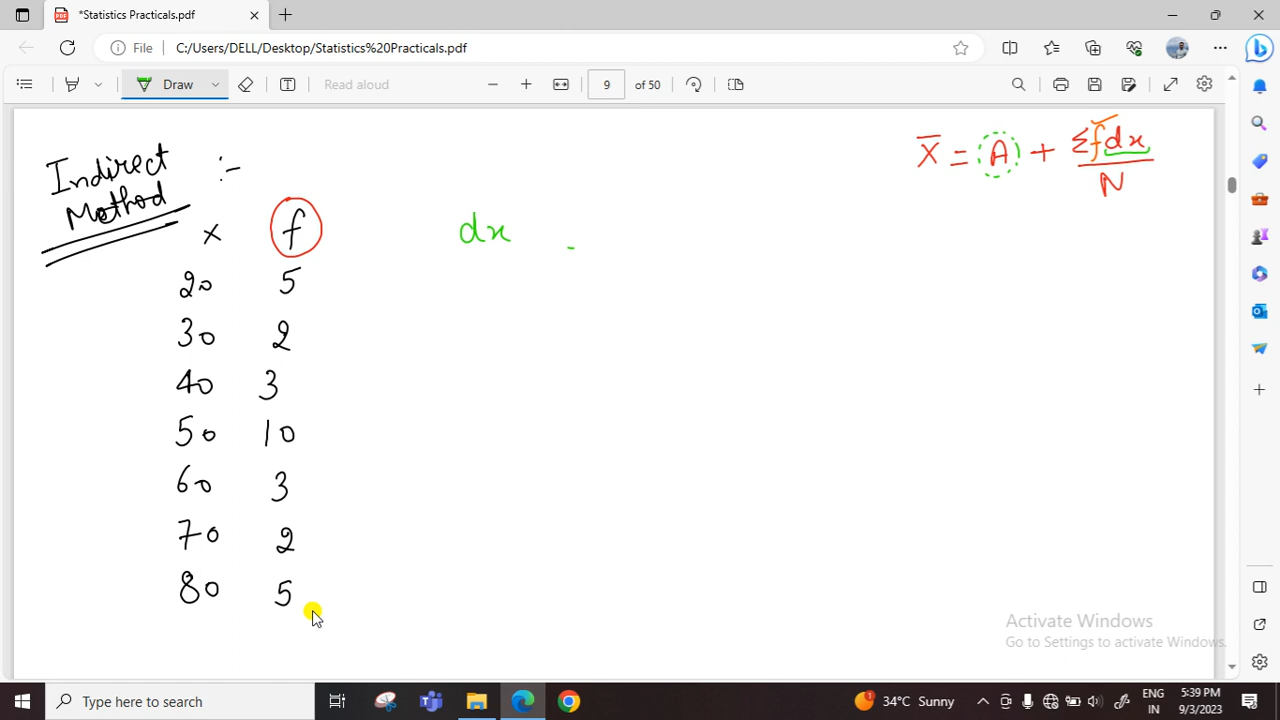 *Statistics Practicals.pdf
File C:/Users/DELL/Desktop/Statistics%20Practicals.pdf
Draw Read aloud 9 of 50
Indirect Method :-
X̄ = A + Σfdx / N
x f dx -
20 5
30 2
40 3
50 10
60 3
70 2
80 5
Activate Windows
Go to Settings to activate Windows.
Type here to search
1 34°C Sunny
ENG
IN
5:39 PM
9/3/2023